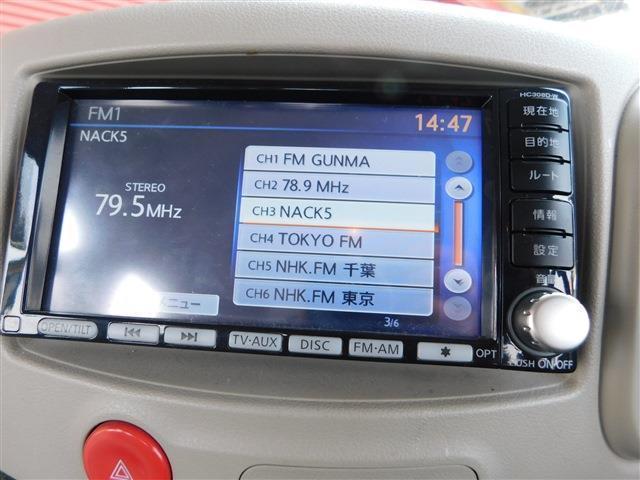 HC308D-W
FM1
14:47
NACK5
STEREO
79.5MHz
CH1 FM GUNMA
CH2 78.9 MHz
CH3 NACK5
CH4 TOKYO FM
CH5 NHK.FM 千葉
CH6 NHK.FM 東京
メニュー
3/6
現在地
目的地
ルート
情報
設定
音
OPEN/TILT
TV·AUX
DISC
FM·AM
OPT
PUSH ON/OFF